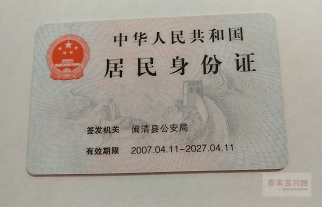 中华人民共和国
居民身份证
签发机关 闽清县公安局
有效期限 2007.04.11-2027.04.11